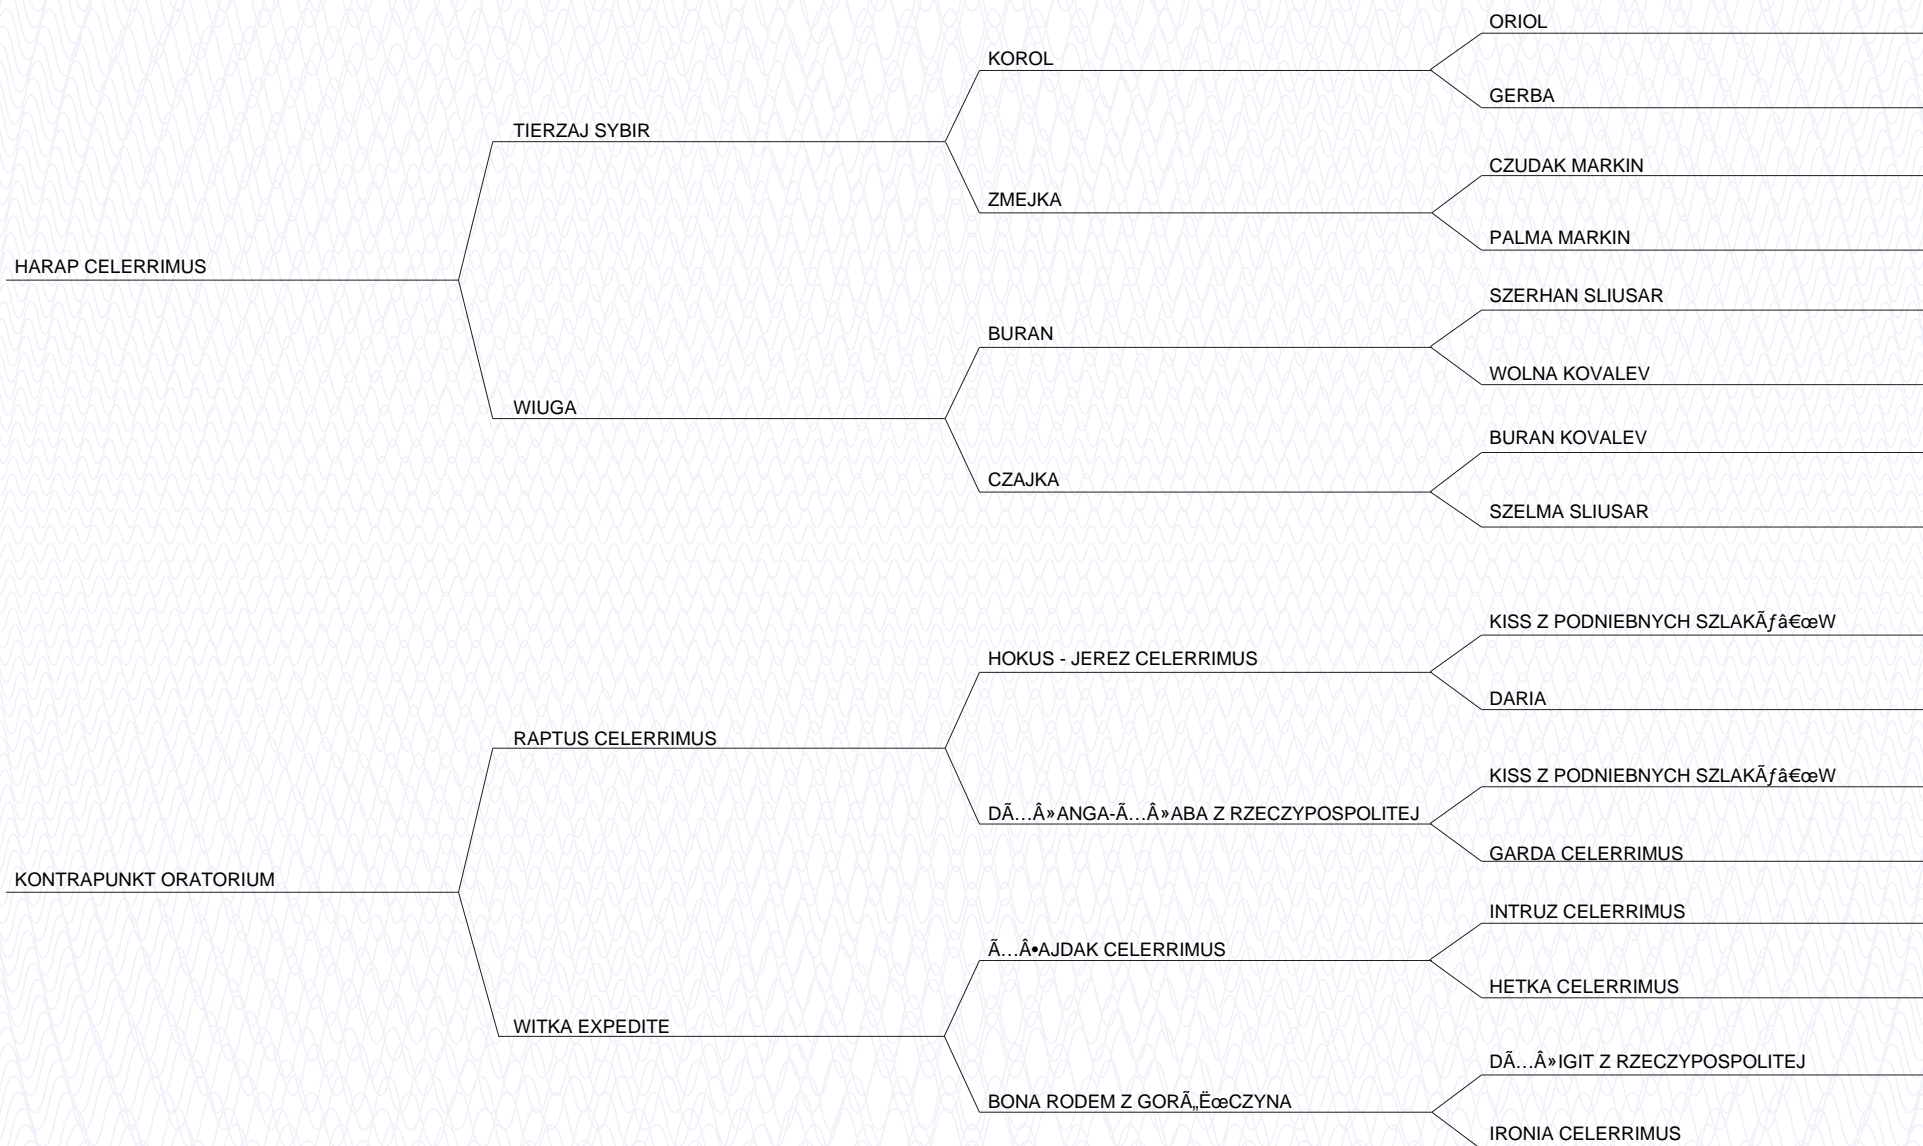 ORIOL
KOROL
GERBA
TIERZAJ SYBIR
CZUDAK MARKIN
ZMEJKA
PALMA MARKIN
HARAP CELERRIMUS
SZERHAN SLIUSAR
BURAN
WOLNA KOVALEV
WIUGA
BURAN KOVALEV
CZAJKA
SZELMA SLIUSAR
KISS Z PODNIEBNYCH SZLAKÃƒâ€œW
HOKUS - JEREZ CELERRIMUS
DARIA
RAPTUS CELERRIMUS
KISS Z PODNIEBNYCH SZLAKÃƒâ€œW
DÃ…Â»ANGA-Ã…Â»ABA Z RZECZYPOSPOLITEJ
GARDA CELERRIMUS
KONTRAPUNKT ORATORIUM
INTRUZ CELERRIMUS
Ã…Â•AJDAK CELERRIMUS
HETKA CELERRIMUS
WITKA EXPEDITE
DÃ…Â»IGIT Z RZECZYPOSPOLITEJ
BONA RODEM Z GORÃ„ËœCZYNA
IRONIA CELERRIMUS